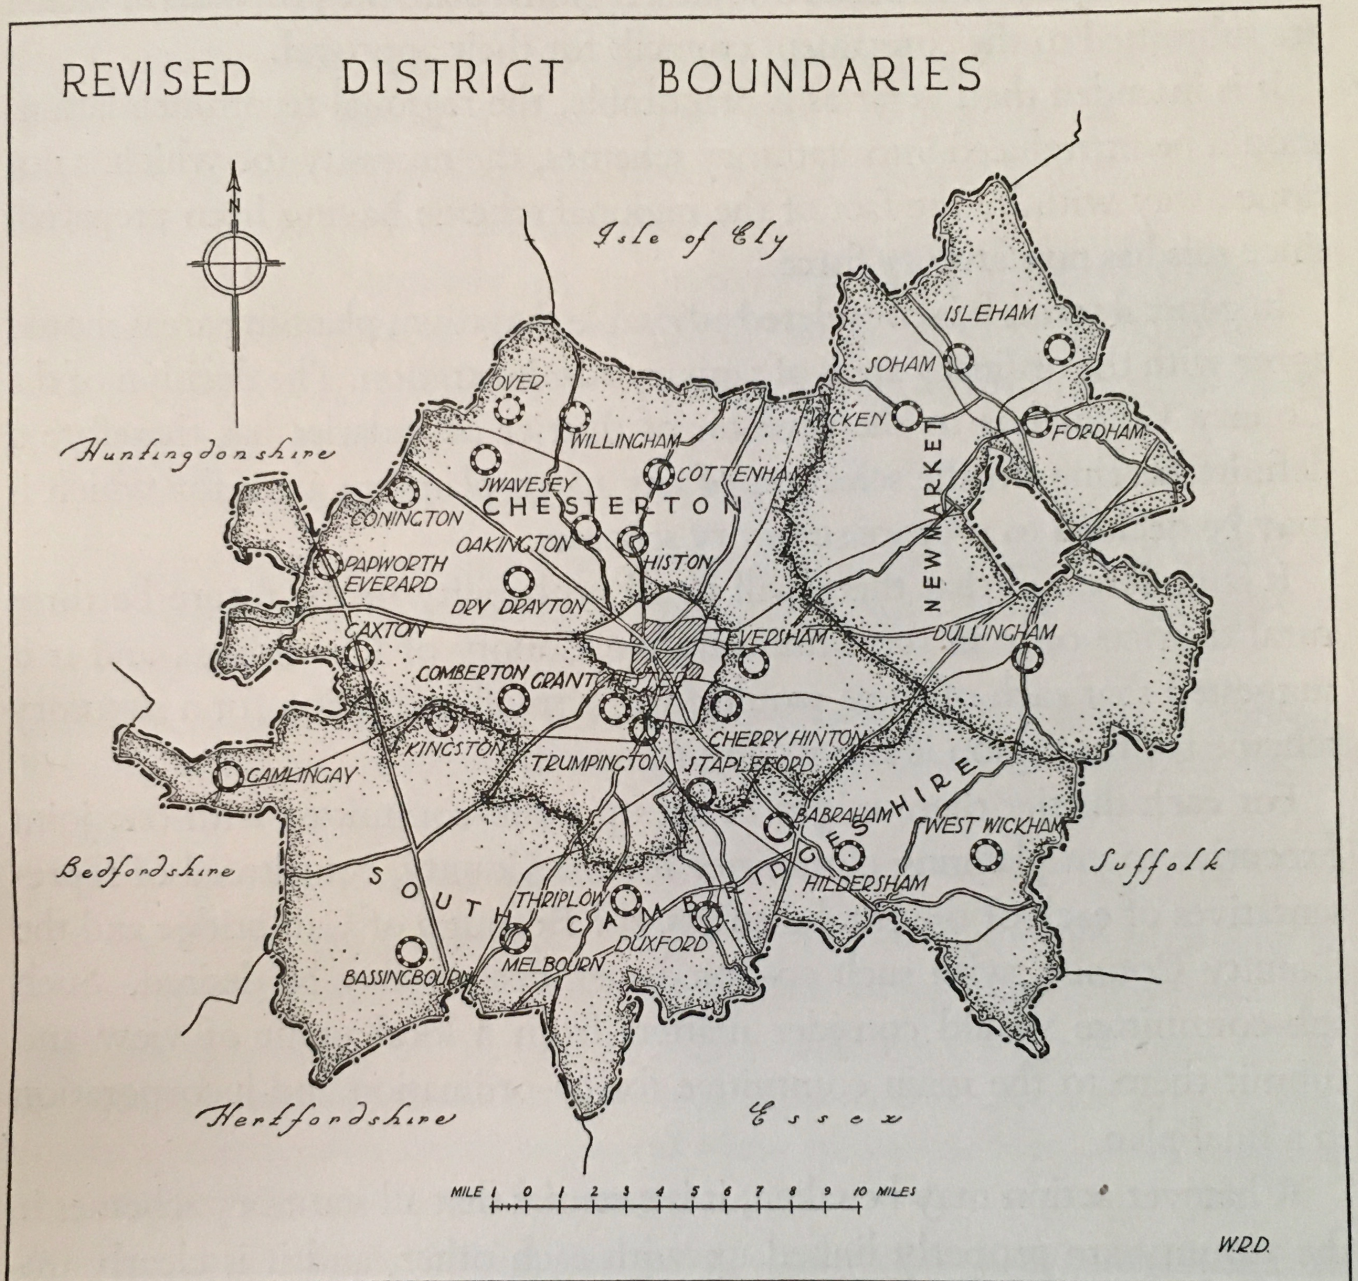 REVISED DISTRICT BOUNDARIES
N
Isle of Ely
ISLEHAM
SOHAM
OVER
WICKEN
FORDHAM
WILLINGHAM
Huntingdonshire
COTTENHAM
SWAVESEY
CHESTERTON
NEWMARKET
CONINGTON
OAKINGTON
HISTON
PAPWORTH
EVERARD
DRY DRAYTON
CAXTON
TEVERSHAM
DULLINGHAM
COMBERTON
GRANTCHESTER
KINGSTON
CHERRY HINTON
TRUMPINGTON
STAPLEFORD
CAMLINGAY
BABRAHAM
WEST WICKHAM
Bedfordshire
Suffolk
SOUTH CAMBRIDGESHIRE
HILDERSHAM
THRIPLOW
DUXFORD
MELBOURN
BASSINGBOURN
Hertfordshire
Essex
MILE 1 0 1 2 3 4 5 6 7 8 9 10 MILES
W.R.D.